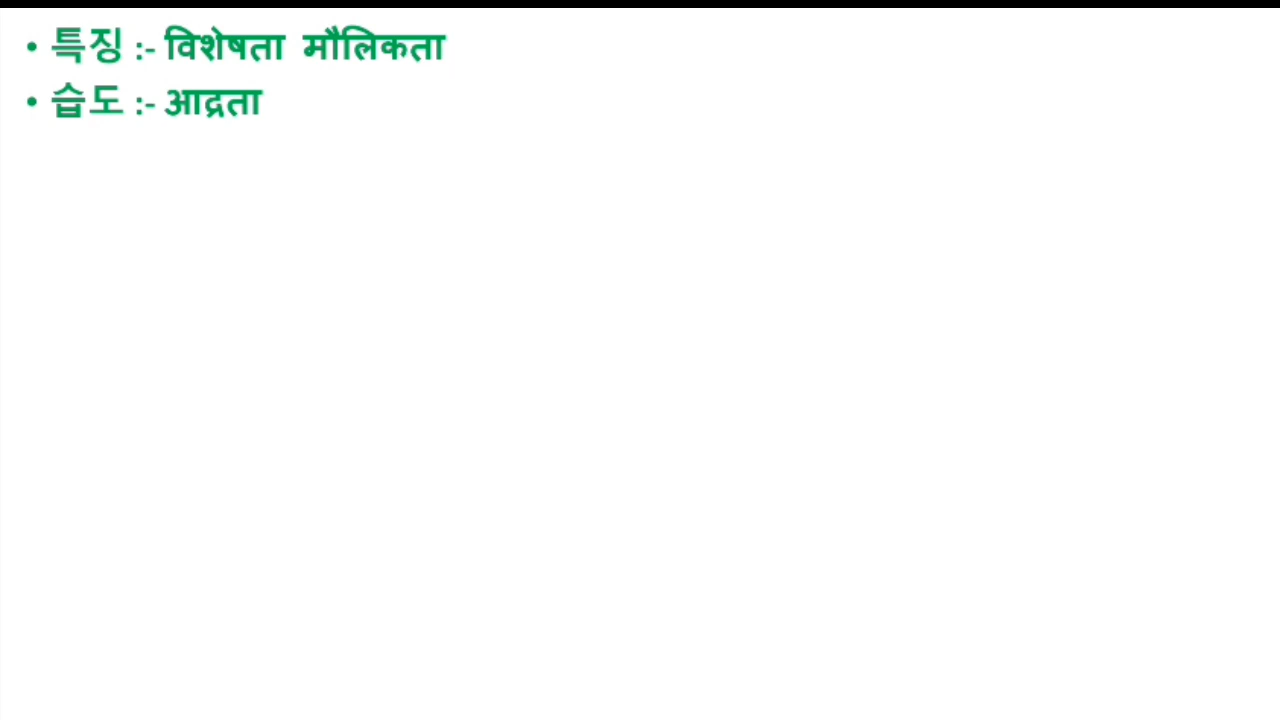 • 특징 :- विशेषता मौलिकता
• 습도 :- आद्रता